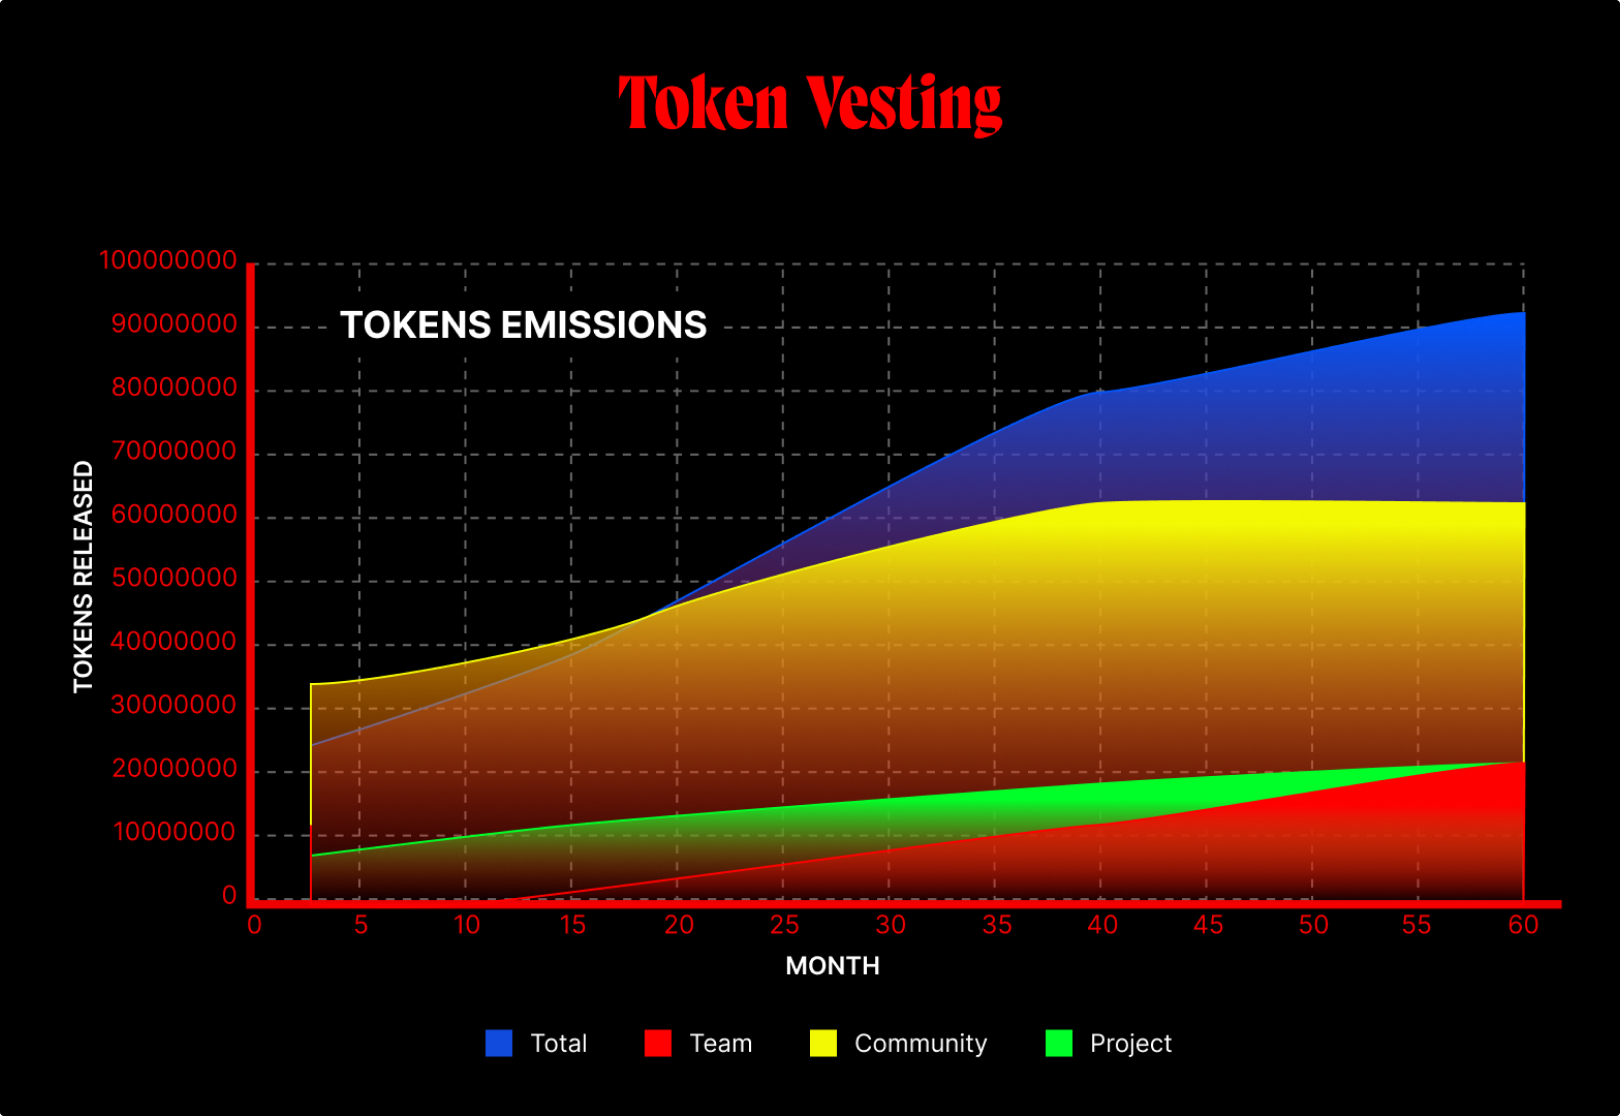 Token Vesting
TOKENS EMISSIONS
TOKENS RELEASED
100000000
90000000
80000000
70000000
60000000
50000000
40000000
30000000
20000000
10000000
0
0 5 10 15 20 25 30 35 40 45 50 55 60
MONTH
Total Team Community Project